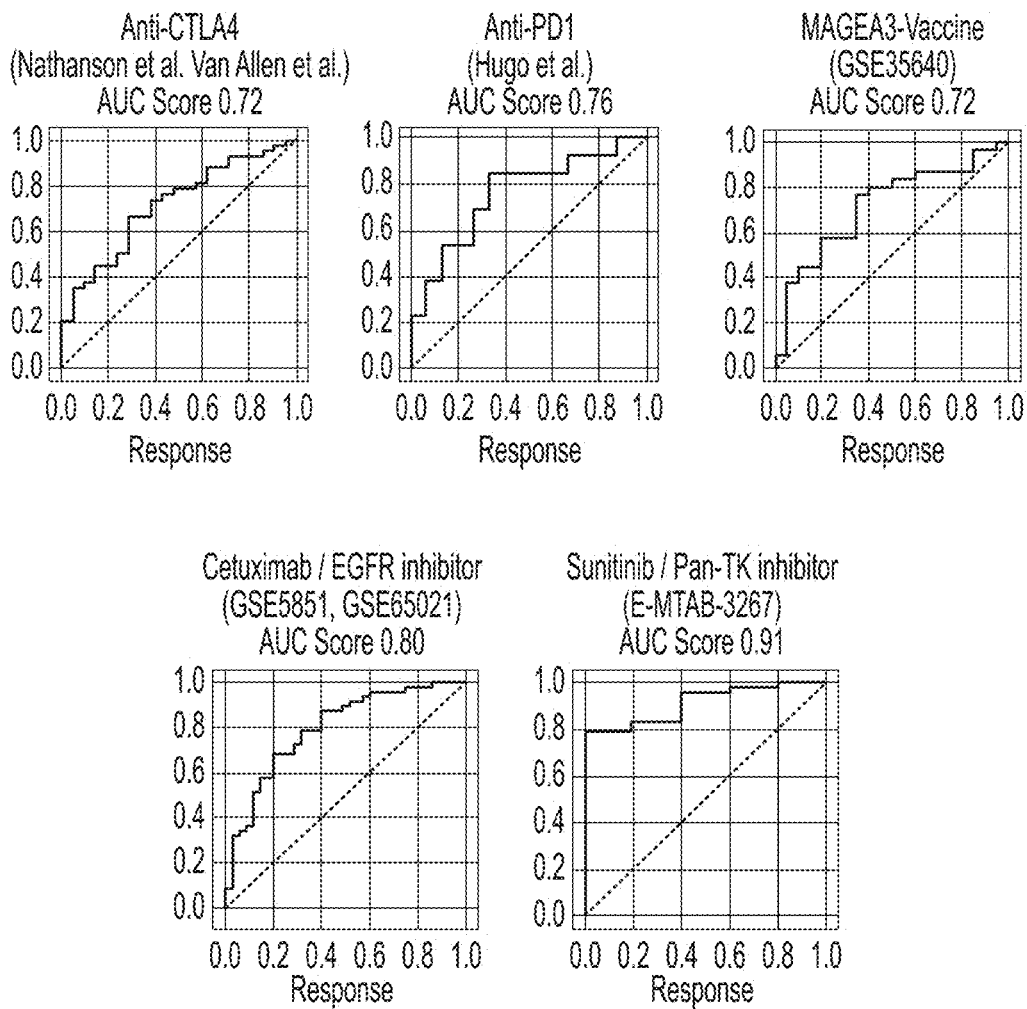 Anti-CTLA4
(Nathanson et al. Van Allen et al.)
AUC Score 0.72
1.0
0.8
0.6
0.4
0.2
0.0
0.0 0.2 0.4 0.6 0.8 1.0
Response
Anti-PD1
(Hugo et al.)
AUC Score 0.76
1.0
0.8
0.6
0.4
0.2
0.0
0.0 0.2 0.4 0.6 0.8 1.0
Response
MAGEA3-Vaccine
(GSE35640)
AUC Score 0.72
1.0
0.8
0.6
0.4
0.2
0.0
0.0 0.2 0.4 0.6 0.8 1.0
Response
Cetuximab / EGFR inhibitor
(GSE5851, GSE65021)
AUC Score 0.80
1.0
0.8
0.6
0.4
0.2
0.0
0.0 0.2 0.4 0.6 0.8 1.0
Response
Sunitinib / Pan-TK inhibitor
(E-MTAB-3267)
AUC Score 0.91
1.0
0.8
0.6
0.4
0.2
0.0
0.0 0.2 0.4 0.6 0.8 1.0
Response